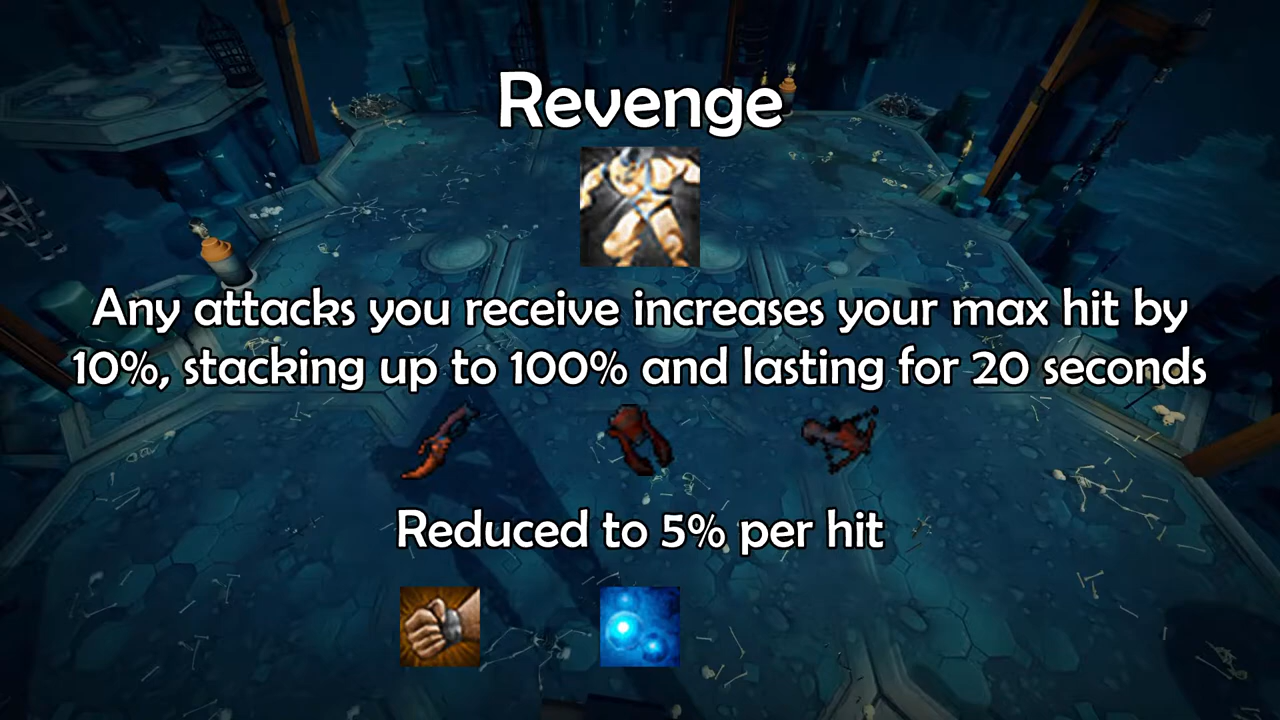 Revenge
Any attacks you receive increases your max hit by
10%, stacking up to 100% and lasting for 20 seconds
Reduced to 5% per hit